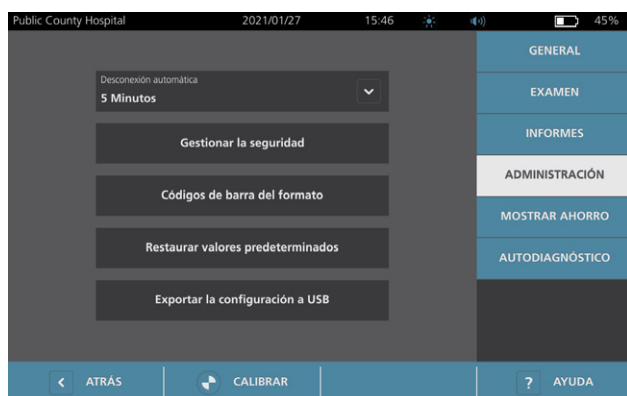 Public County Hospital 2021/01/27 15:46 45%
GENERAL
Desconexión automática
5 Minutos
EXAMEN
Gestionar la seguridad
INFORMES
ADMINISTRACIÓN
Códigos de barra del formato
MOSTRAR AHORRO
Restaurar valores predeterminados
AUTODIAGNÓSTICO
Exportar la configuración a USB
ATRÁS CALIBRAR ? AYUDA